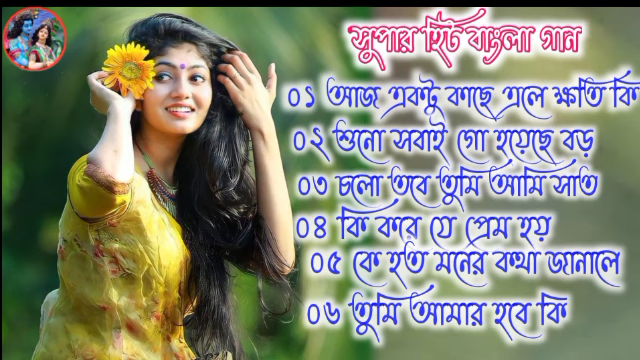 সুপার হিট বাংলা গান
০১ আজ একটু কাছে এলে ক্ষতি কি
০২ শুনো সবাই গো হয়েছে বড়
০৩ চলো তবে তুমি আমি সাত
০৪ কি করে যে প্রেম হয়
০৫ কে হত মনের কথা জানালে
০৬ তুমি আমার হবে কি